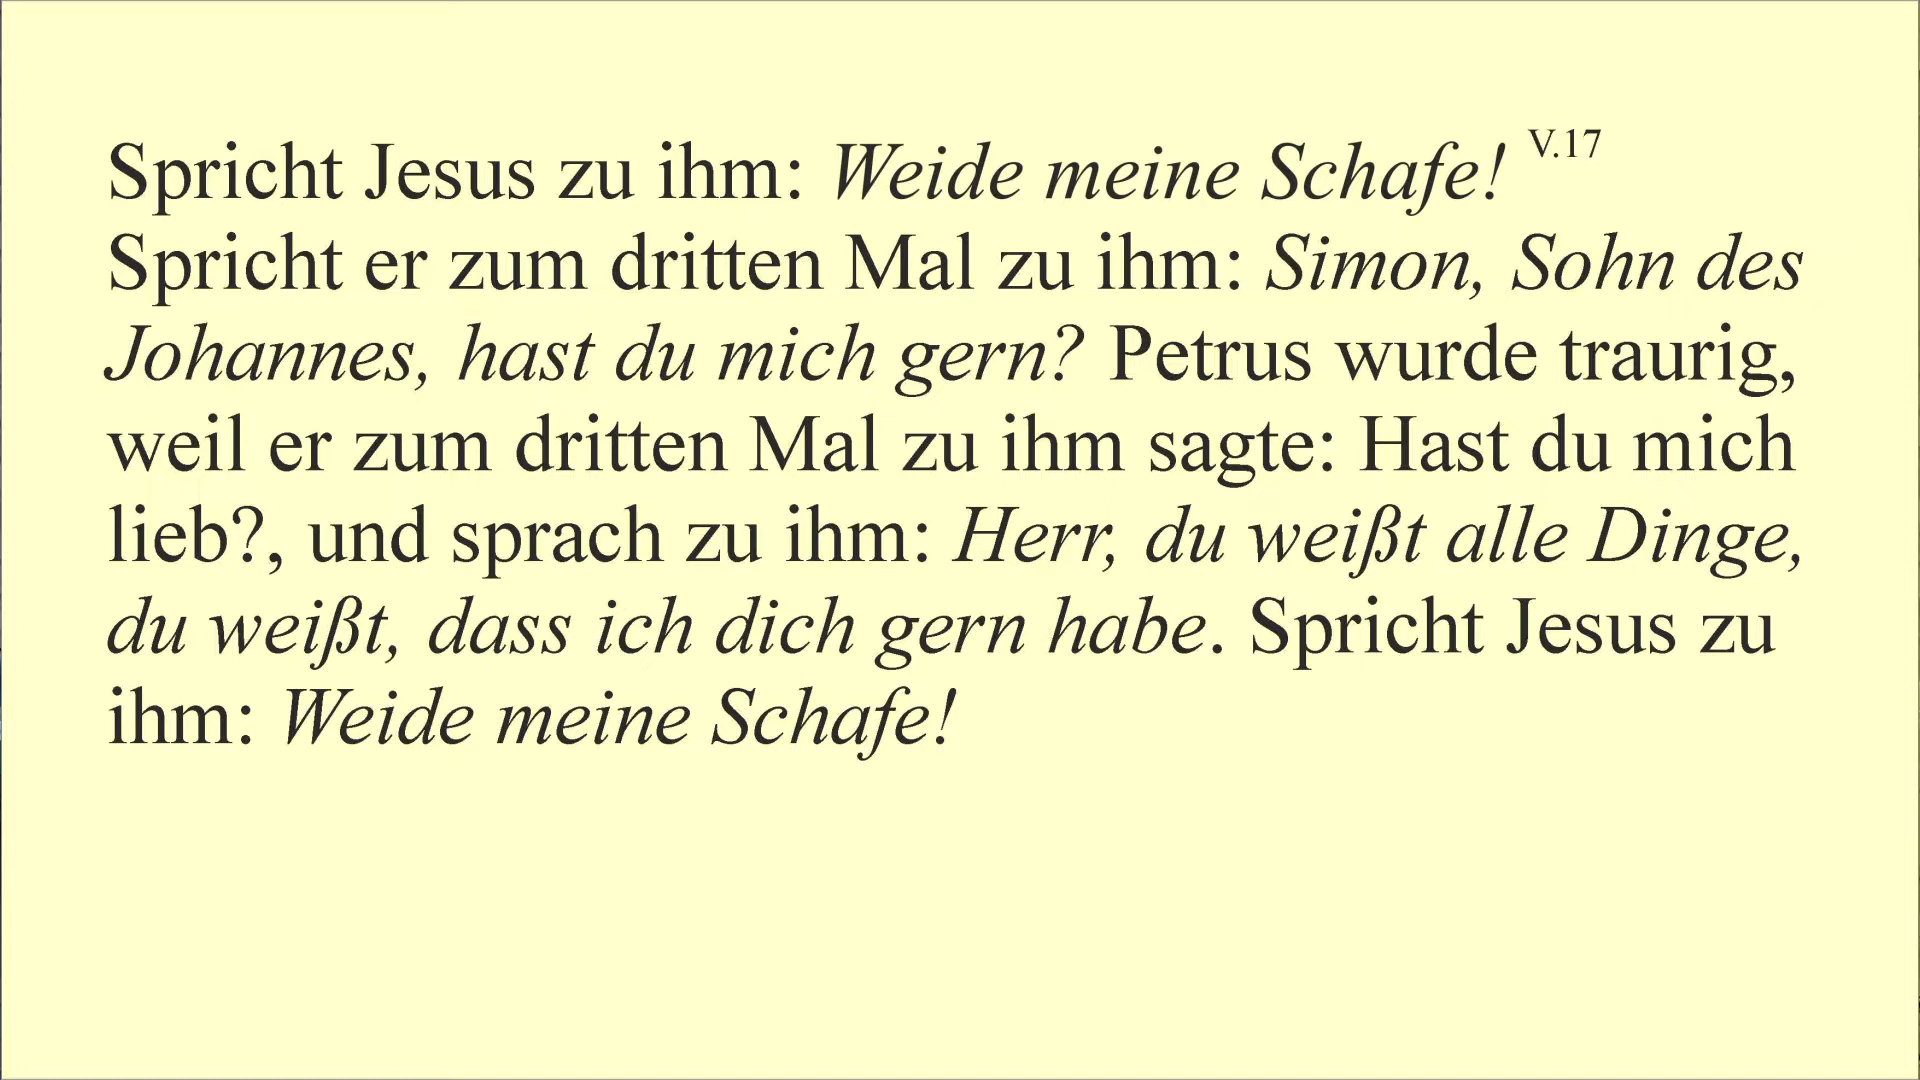 Spricht Jesus zu ihm: Weide meine Schafe! V.17
Spricht er zum dritten Mal zu ihm: Simon, Sohn des
Johannes, hast du mich gern? Petrus wurde traurig,
weil er zum dritten Mal zu ihm sagte: Hast du mich
lieb?, und sprach zu ihm: Herr, du weißt alle Dinge,
du weißt, dass ich dich gern habe. Spricht Jesus zu
ihm: Weide meine Schafe!